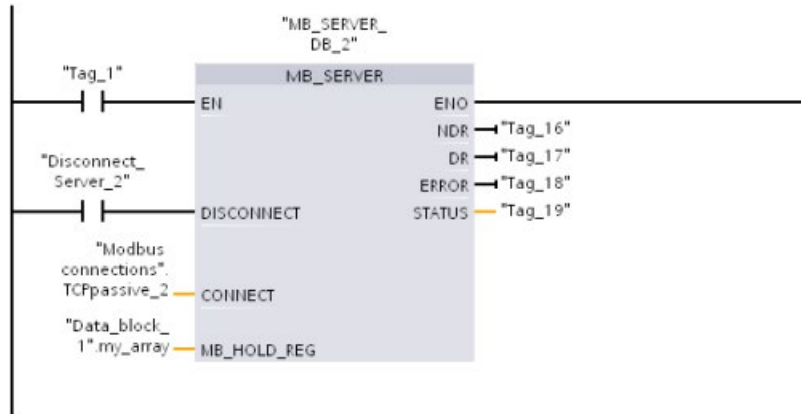 "MB_SERVER_
DB_2"
"Tag_1"
MB_SERVER
EN
ENO
NDR
"Tag_16"
DR
"Tag_17"
"Disconnect_
Server_2"
ERROR
"Tag_18"
DISCONNECT
STATUS
"Tag_19"
"Modbus
connections".
TCPpassive_2
CONNECT
"Data_block_
1".my_array
MB_HOLD_REG